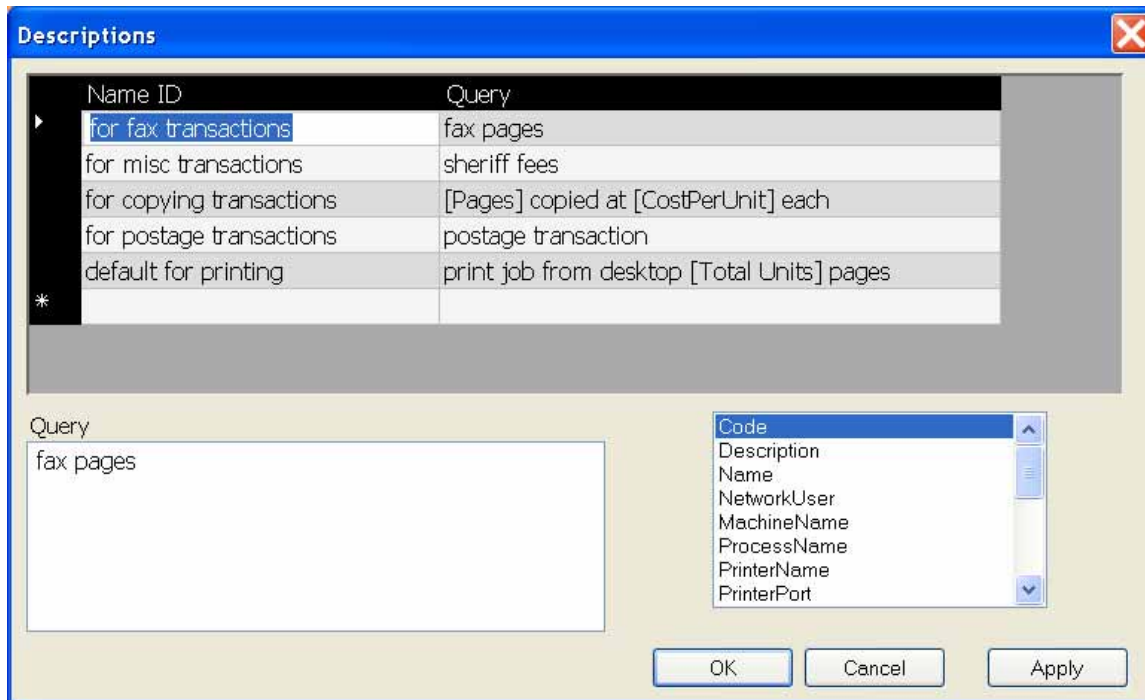 Descriptions
Name ID Query
for fax transactions fax pages
for misc transactions sheriff fees
for copying transactions [Pages] copied at [CostPerUnit] each
for postage transactions postage transaction
default for printing print job from desktop [Total Units] pages
*
Query
fax pages
Code
Description
Name
NetworkUser
MachineName
ProcessName
PrinterName
PrinterPort
OK Cancel Apply